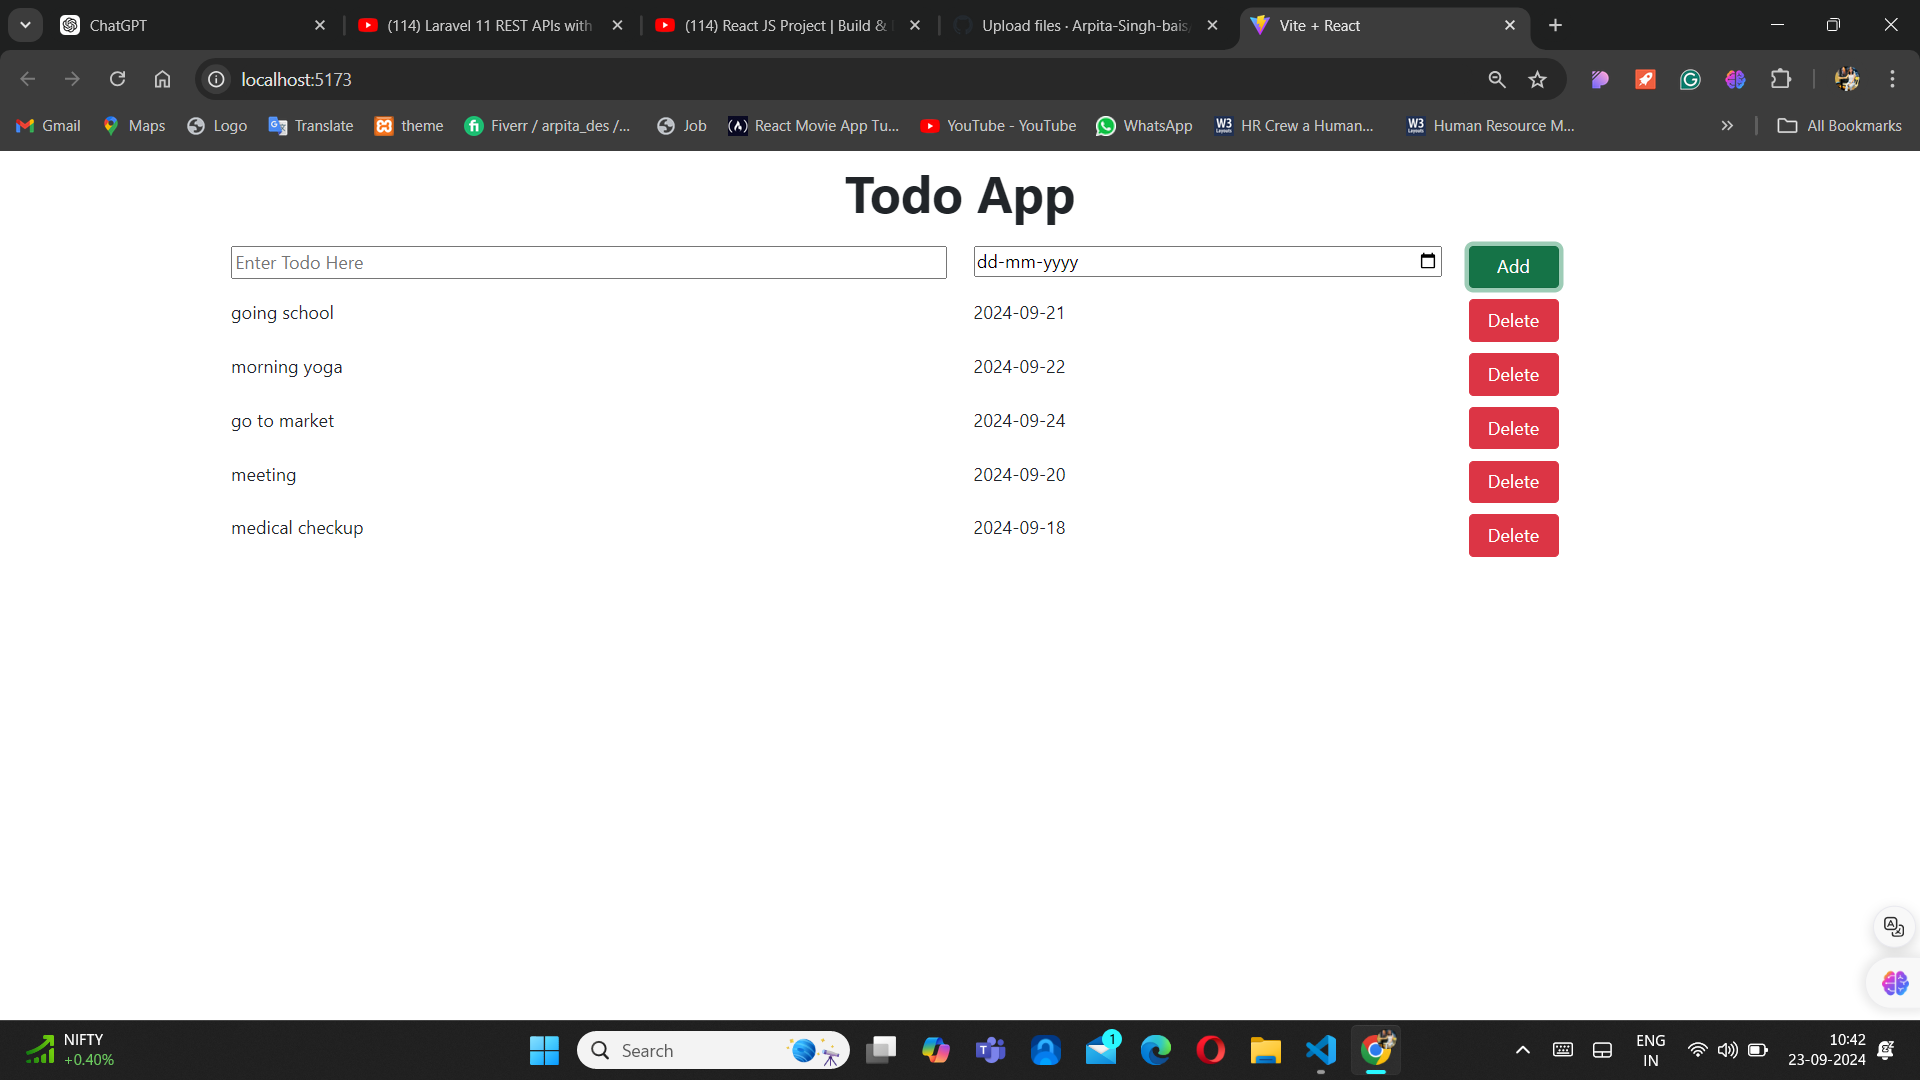 ChatGPT
(114) Laravel 11 REST APIs with
(114) React JS Project | Build &
Upload files · Arpita-Singh-bais
Vite + React
localhost:5173
Gmail
Maps
Logo
Translate
theme
Fiverr / arpita_des /...
Job
React Movie App Tu...
YouTube - YouTube
WhatsApp
HR Crew a Human...
Human Resource M...
All Bookmarks
Todo App
Enter Todo Here
dd-mm-yyyy
Add
going school 2024-09-21 Delete
morning yoga 2024-09-22 Delete
go to market 2024-09-24 Delete
meeting 2024-09-20 Delete
medical checkup 2024-09-18 Delete
NIFTY
+0.40%
Search
1
ENG
IN
10:42
23-09-2024